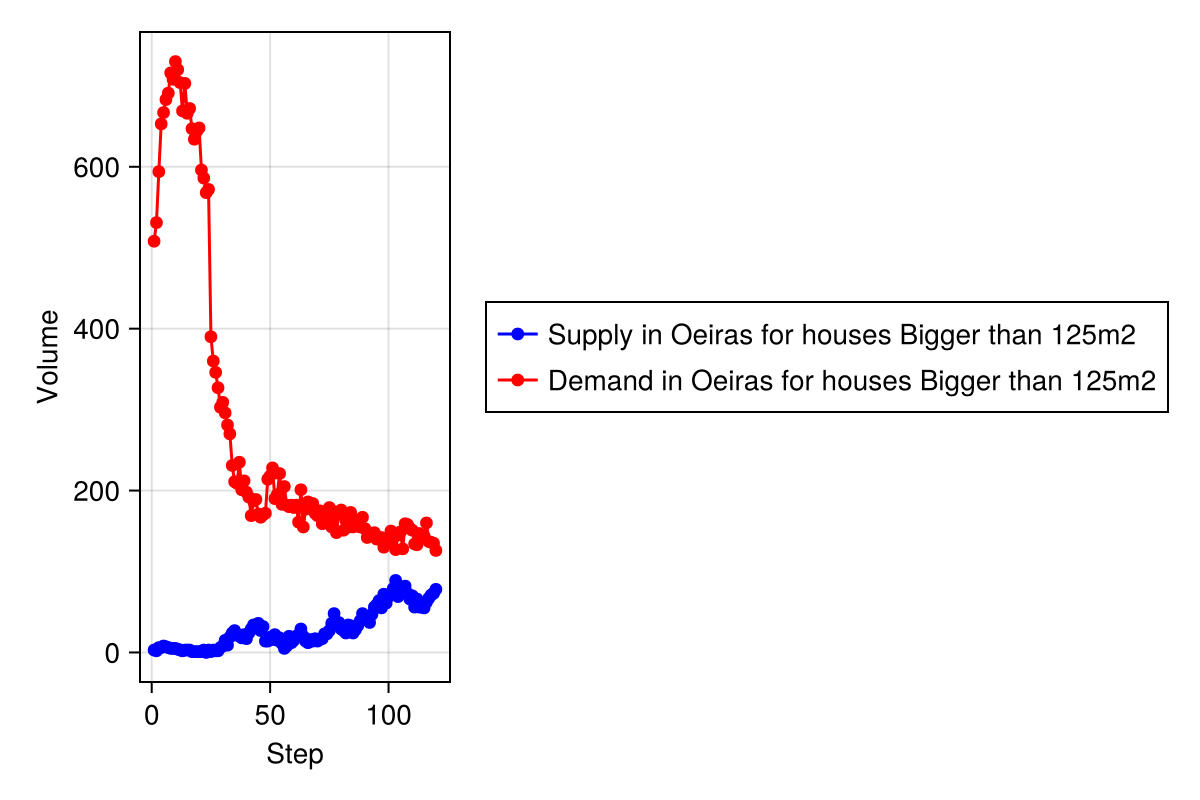 600
400
200
0
Volume
0 50 100
Step
Supply in Oeiras for houses Bigger than 125m2
Demand in Oeiras for houses Bigger than 125m2